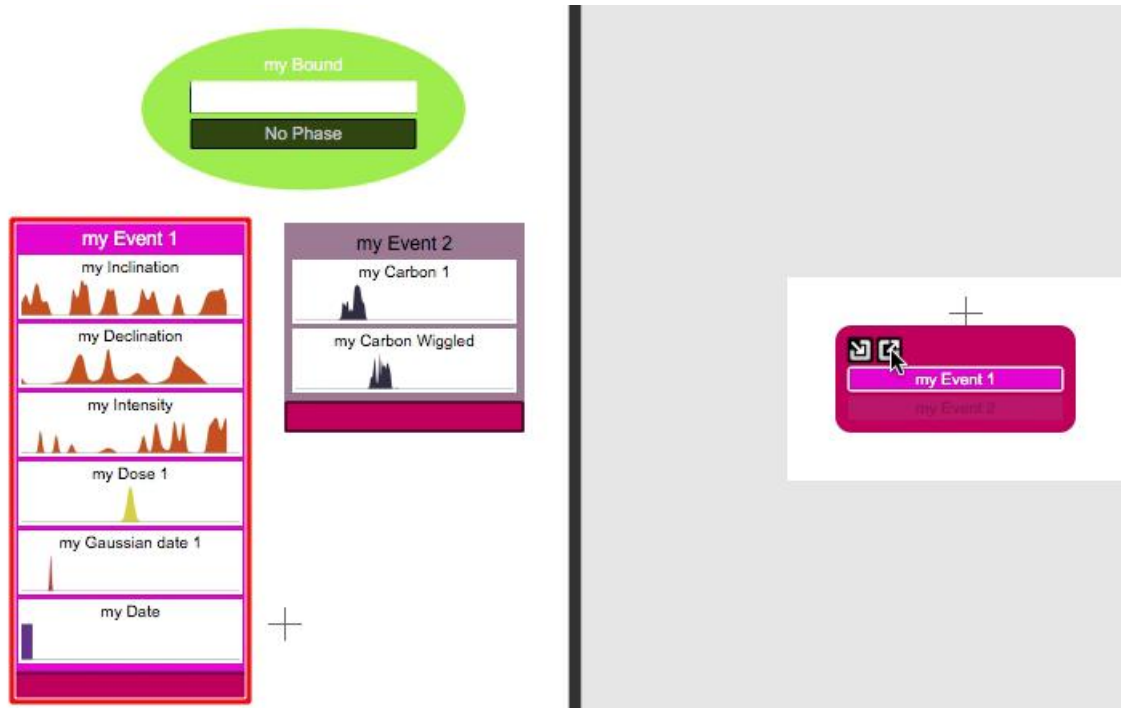 my Bound
No Phase
my Event 1
my Inclination
my Declination
my Intensity
my Dose 1
my Gaussian date 1
my Date
my Event 2
my Carbon 1
my Carbon Wiggled
my Event 1
my Event 2